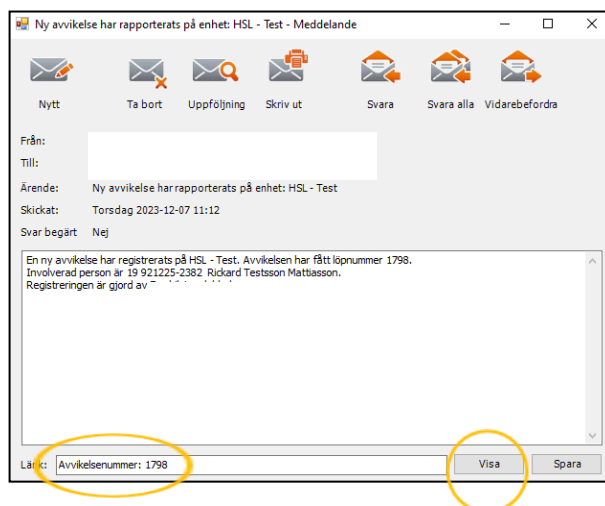 Ny avvikelse har rapporterats på enhet: HSL - Test - Meddelande
Nytt Ta bort Uppföljning Skriv ut Svara Svara alla Vidarebefordra
Från:
Till:
Ärende: Ny avvikelse har rapporterats på enhet: HSL - Test
Skickat: Torsdag 2023-12-07 11:12
Svar begärt Nej
En ny avvikelse har registrerats på HSL - Test. Avvikelsen har fått löpnummer 1798.
Involverad person är 19 921225-2382 Rickard Testsson Mattiasson.
Registreringen är gjord av
Länk: Avvikelsenummer: 1798 Visa Spara